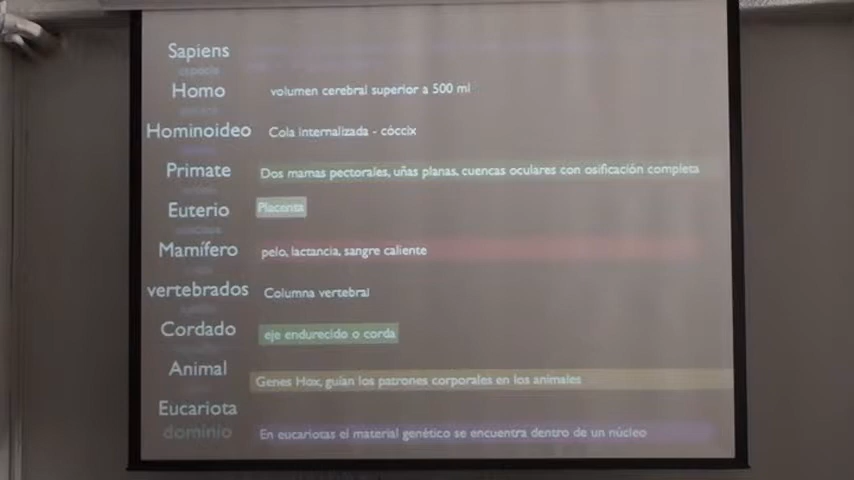 Sapiens
especie
Homo volumen cerebral superior a 500 ml
Hominoideo Cola internalizada - cóccix
Primate Dos mamas pectorales, uñas planas, cuencas oculares con osificación completa
Euterio Placenta
Mamífero pelo, lactancia, sangre caliente
vertebrados Columna vertebral
Cordado eje endurecido o corda
Animal Genes Hox, guían los patrones corporales en los animales
Eucariota
dominio En eucariotas el material genético se encuentra dentro de un núcleo